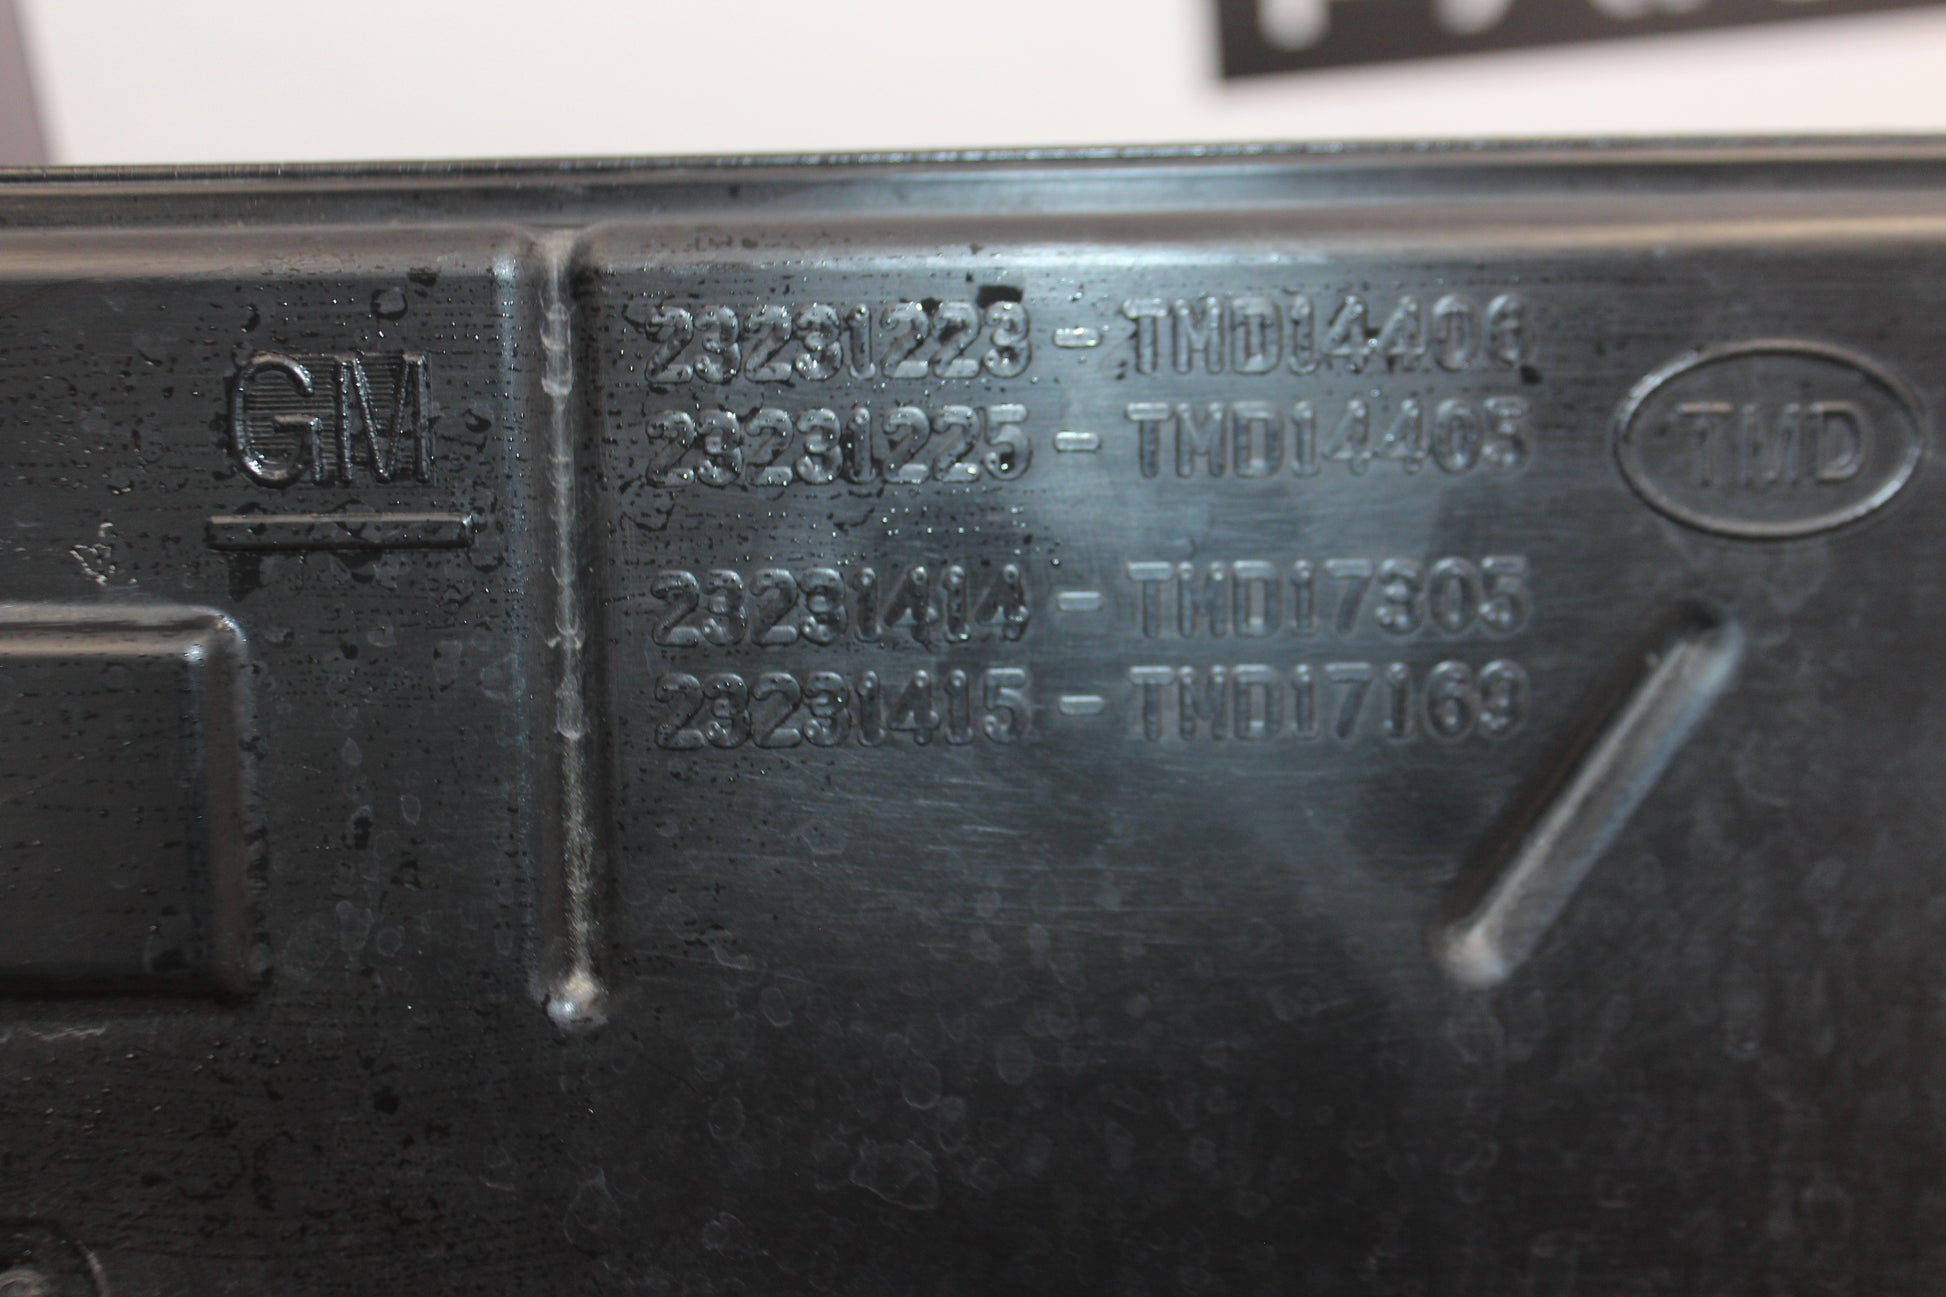 GM
23231223 - TMD14406
23231225 - TMD14405
23231414 - TMD17305
23231415 - TMD17169
TMD